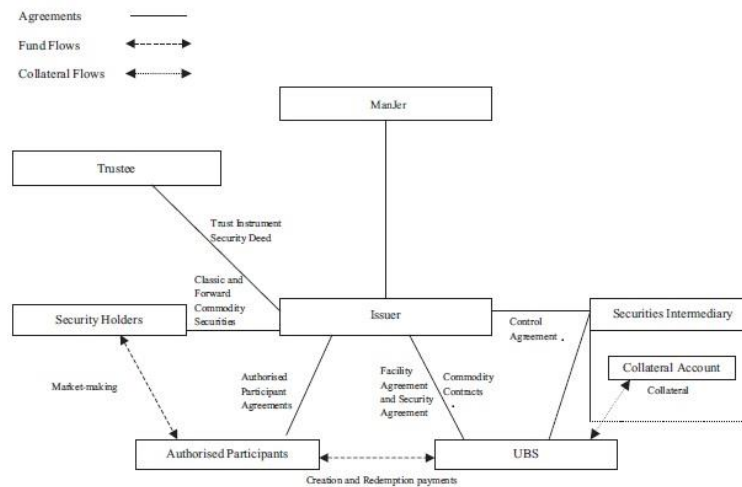 Agreements
Fund Flows
Collateral Flows
ManJer
Trustee
Trust Instrument
Security Deed
Classic and
Forward
Commodity
Securities
Security Holders
Issuer
Control
Agreement
Securities Intermediary
Collateral Account
Collateral
Market-making
Authorised
Participant
Agreements
Facility
Agreement
and Security
Agreement
Commodity
Contracts
Authorised Participants
UBS
Creation and Redemption payments